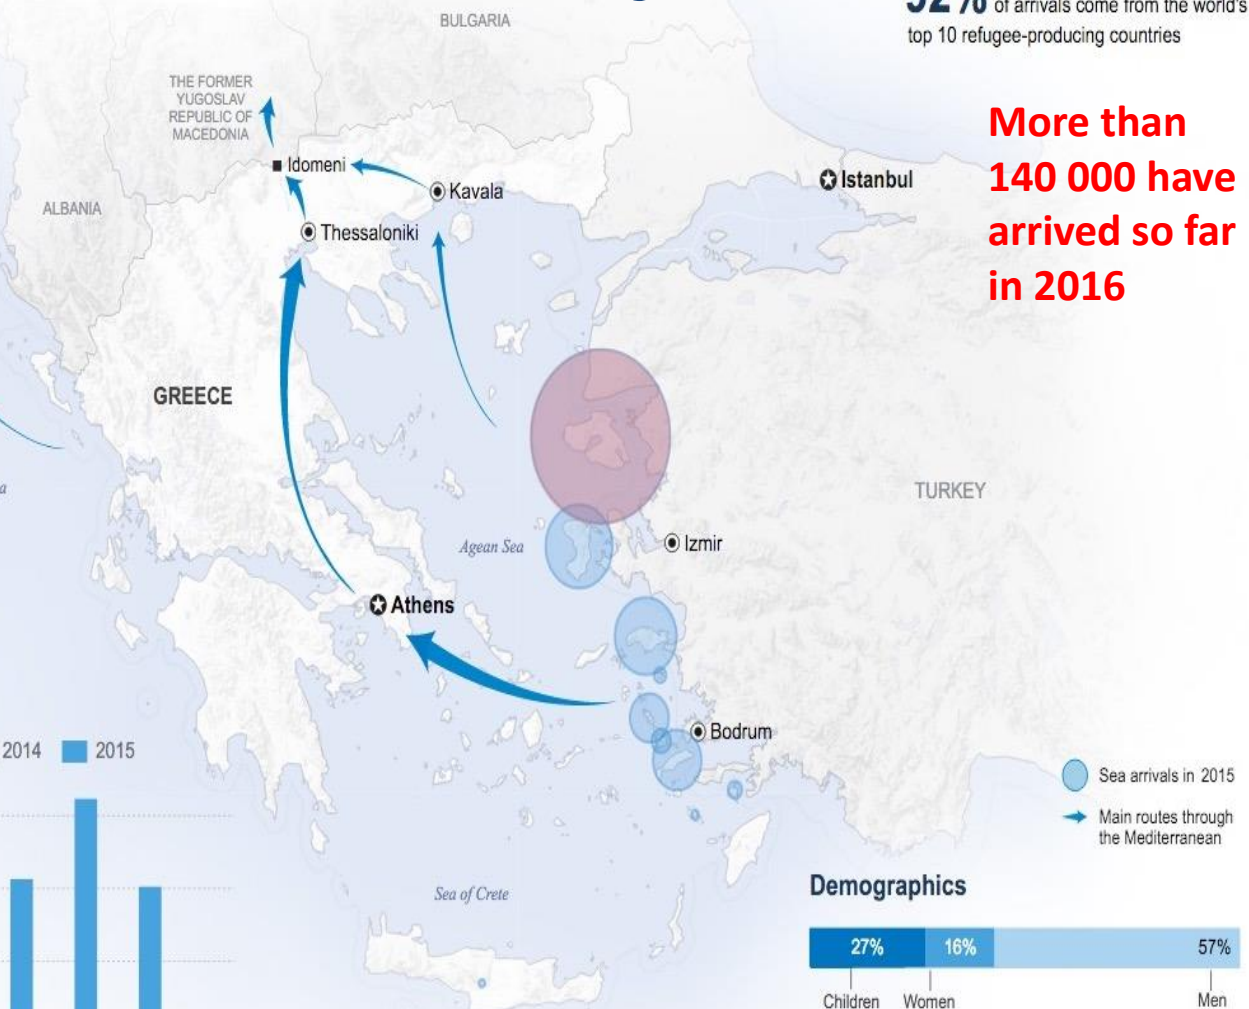 BULGARIA
of arrivals come from the world's
top 10 refugee-producing countries
THE FORMER
YUGOSLAV
REPUBLIC OF
MACEDONIA
More than
140 000 have
arrived so far
in 2016
Idomeni
Kavala
Istanbul
ALBANIA
Thessaloniki
GREECE
TURKEY
a
Agean Sea
Izmir
Athens
Bodrum
2014 2015
Sea arrivals in 2015
Main routes through
the Mediterranean
Demographics
Sea of Crete
27% 16% 57%
Children Women Men